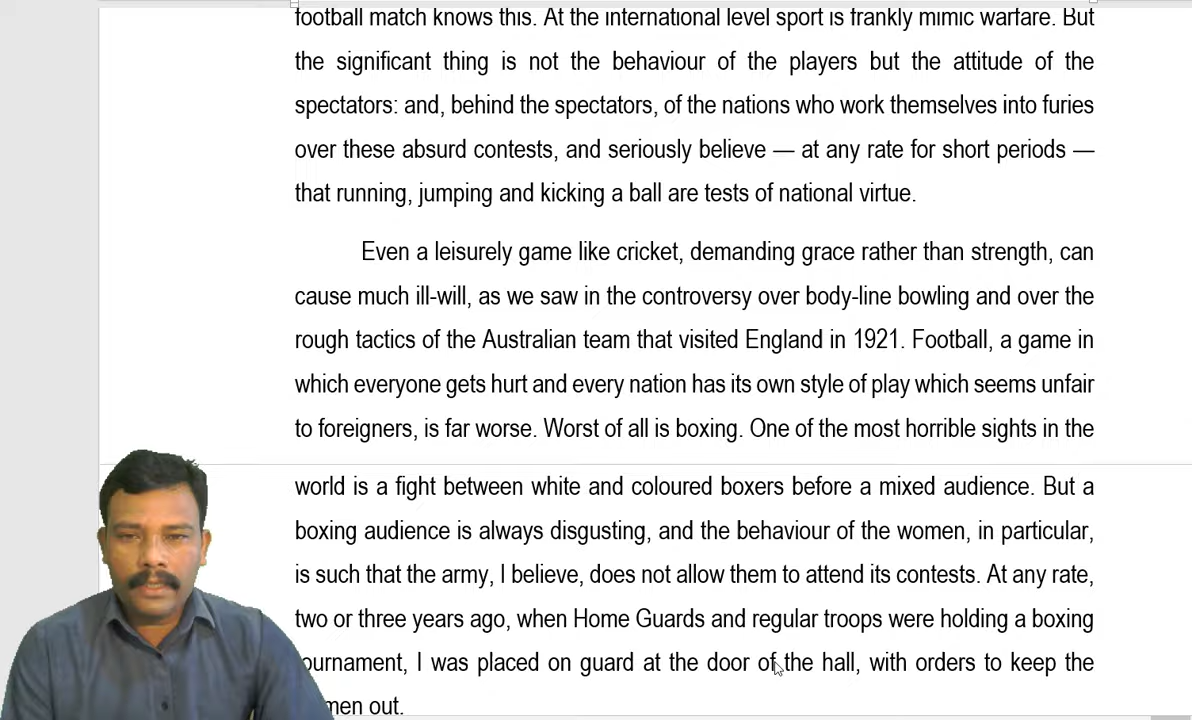 football match knows this. At the international level sport is frankly mimic warfare. But
the significant thing is not the behaviour of the players but the attitude of the
spectators: and, behind the spectators, of the nations who work themselves into furies
over these absurd contests, and seriously believe — at any rate for short periods —
that running, jumping and kicking a ball are tests of national virtue.
Even a leisurely game like cricket, demanding grace rather than strength, can
cause much ill-will, as we saw in the controversy over body-line bowling and over the
rough tactics of the Australian team that visited England in 1921. Football, a game in
which everyone gets hurt and every nation has its own style of play which seems unfair
to foreigners, is far worse. Worst of all is boxing. One of the most horrible sights in the
world is a fight between white and coloured boxers before a mixed audience. But a
boxing audience is always disgusting, and the behaviour of the women, in particular,
is such that the army, I believe, does not allow them to attend its contests. At any rate,
two or three years ago, when Home Guards and regular troops were holding a boxing
ournament, I was placed on guard at the door of the hall, with orders to keep the
men out.